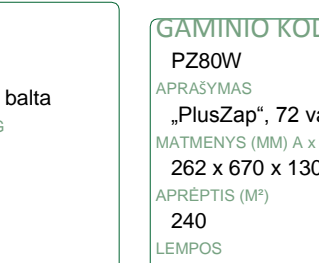 balta
GAMINIO KOD
PZ80W
APRAŠYMAS
„PlusZap“, 72 va
MATMENYS (MM) A x
262 x 670 x 130
APRĖPTIS (M²)
240
LEMPOS